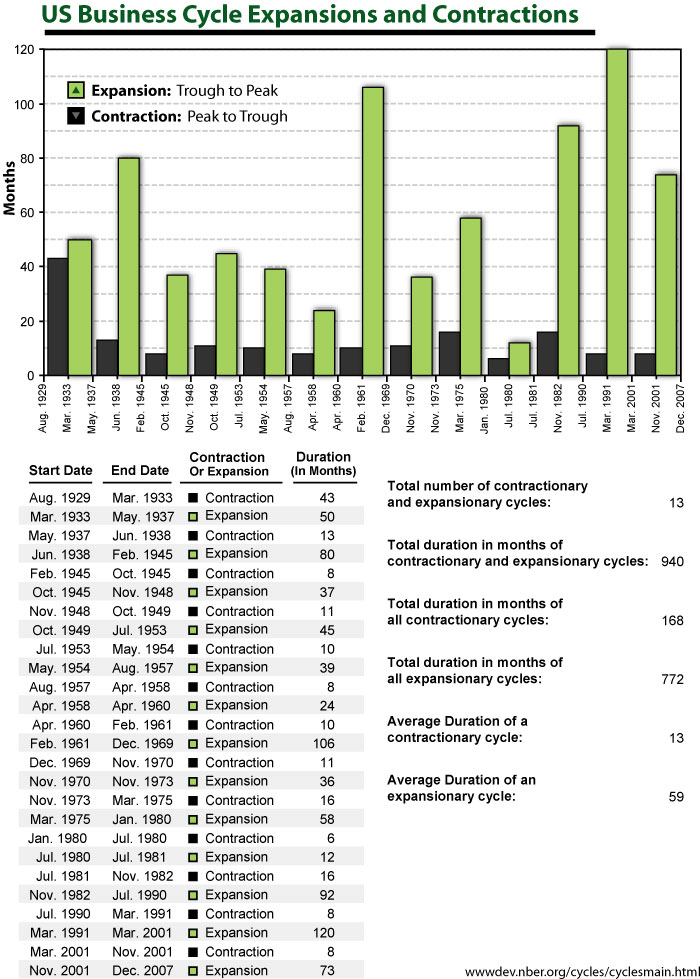 US Business Cycle Expansions and Contractions
120
100
80
60
40
20
0
Months
Expansion: Trough to Peak
Contraction: Peak to Trough
Aug. 1929
Mar. 1933
May. 1937
Jun. 1938
Feb. 1945
Oct. 1945
Nov. 1948
Oct. 1949
Jul. 1953
May. 1954
Aug. 1957
Apr. 1958
Apr. 1960
Feb. 1961
Dec. 1969
Nov. 1970
Nov. 1973
Mar. 1975
Jan. 1980
Jul. 1980
Jul. 1981
Nov. 1982
Jul. 1990
Mar. 1991
Mar. 2001
Nov. 2001
Dec. 2007
Start Date End Date Contraction Or Expansion Duration (In Months)
Aug. 1929 Mar. 1933 Contraction 43
Mar. 1933 May. 1937 Expansion 50
May. 1937 Jun. 1938 Contraction 13
Jun. 1938 Feb. 1945 Expansion 80
Feb. 1945 Oct. 1945 Contraction 8
Oct. 1945 Nov. 1948 Expansion 37
Nov. 1948 Oct. 1949 Contraction 11
Oct. 1949 Jul. 1953 Expansion 45
Jul. 1953 May. 1954 Contraction 10
May. 1954 Aug. 1957 Expansion 39
Aug. 1957 Apr. 1958 Contraction 8
Apr. 1958 Apr. 1960 Expansion 24
Apr. 1960 Feb. 1961 Contraction 10
Feb. 1961 Dec. 1969 Expansion 106
Dec. 1969 Nov. 1970 Contraction 11
Nov. 1970 Nov. 1973 Expansion 36
Nov. 1973 Mar. 1975 Contraction 16
Mar. 1975 Jan. 1980 Expansion 58
Jan. 1980 Jul. 1980 Contraction 6
Jul. 1980 Jul. 1981 Expansion 12
Jul. 1981 Nov. 1982 Contraction 16
Nov. 1982 Jul. 1990 Expansion 92
Jul. 1990 Mar. 1991 Contraction 8
Mar. 1991 Mar. 2001 Expansion 120
Mar. 2001 Nov. 2001 Contraction 8
Nov. 2001 Dec. 2007 Expansion 73
Total number of contractionary
and expansionary cycles: 13
Total duration in months of
contractionary and expansionary cycles: 940
Total duration in months of
all contractionary cycles: 168
Total duration in months of
all expansionary cycles: 772
Average Duration of a
contractionary cycle: 13
Average Duration of an
expansionary cycle: 59
www.dev.nber.org/cycles/cyclesmain.html